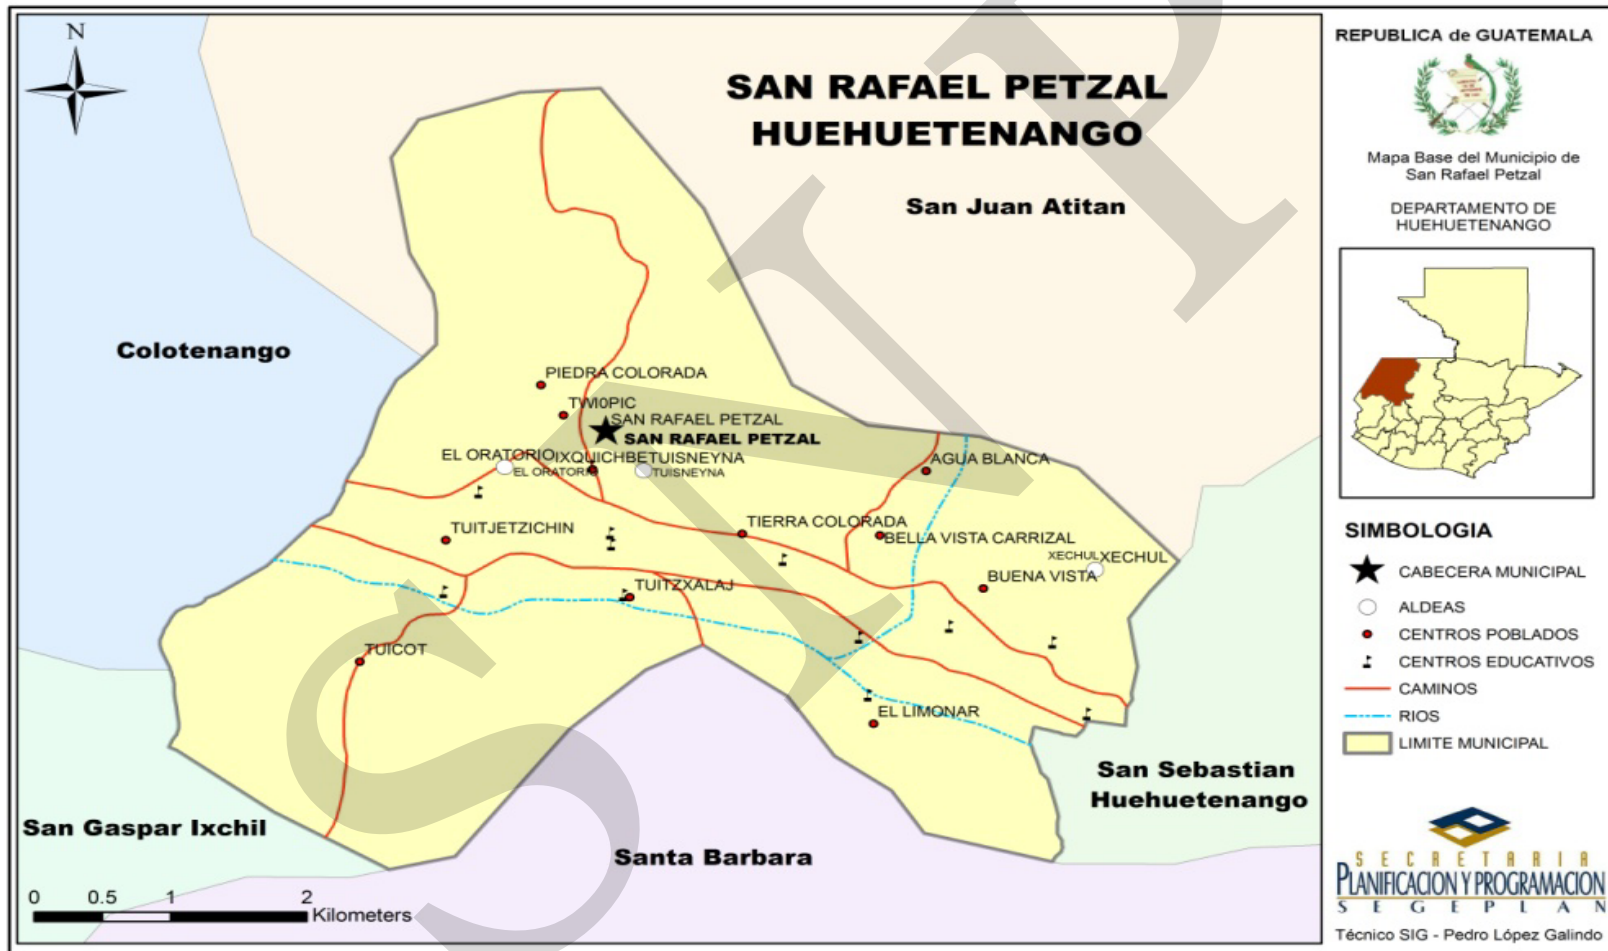 N
SAN RAFAEL PETZAL
HUEHUETENANGO
San Juan Atitan
Colotenango
PIEDRA COLORADA
TWI0PIC
SAN RAFAEL PETZAL
SAN RAFAEL PETZAL
EL ORATORIO
IXQUICHBE
TUISNEYNA
EL ORATORIO
TUISNEYNA
AGUA BLANCA
TUITJETZICHIN
TIERRA COLORADA
BELLA VISTA CARRIZAL
XECHUL
XECHUL
BUENA VISTA
TUITZXALAJ
TUICOT
EL LIMONAR
San Sebastian
Huehuetenango
San Gaspar Ixchil
Santa Barbara
0 0.5 1 2
Kilometers
REPUBLICA de GUATEMALA
Mapa Base del Municipio de
San Rafael Petzal
DEPARTAMENTO DE
HUEHUETENANGO
SIMBOLOGIA
CABECERA MUNICIPAL
ALDEAS
CENTROS POBLADOS
CENTROS EDUCATIVOS
CAMINOS
RIOS
LIMITE MUNICIPAL
SECRETARIA
PLANIFICACION Y PROGRAMACION
SEGEPLAN
Técnico SIG - Pedro López Galindo